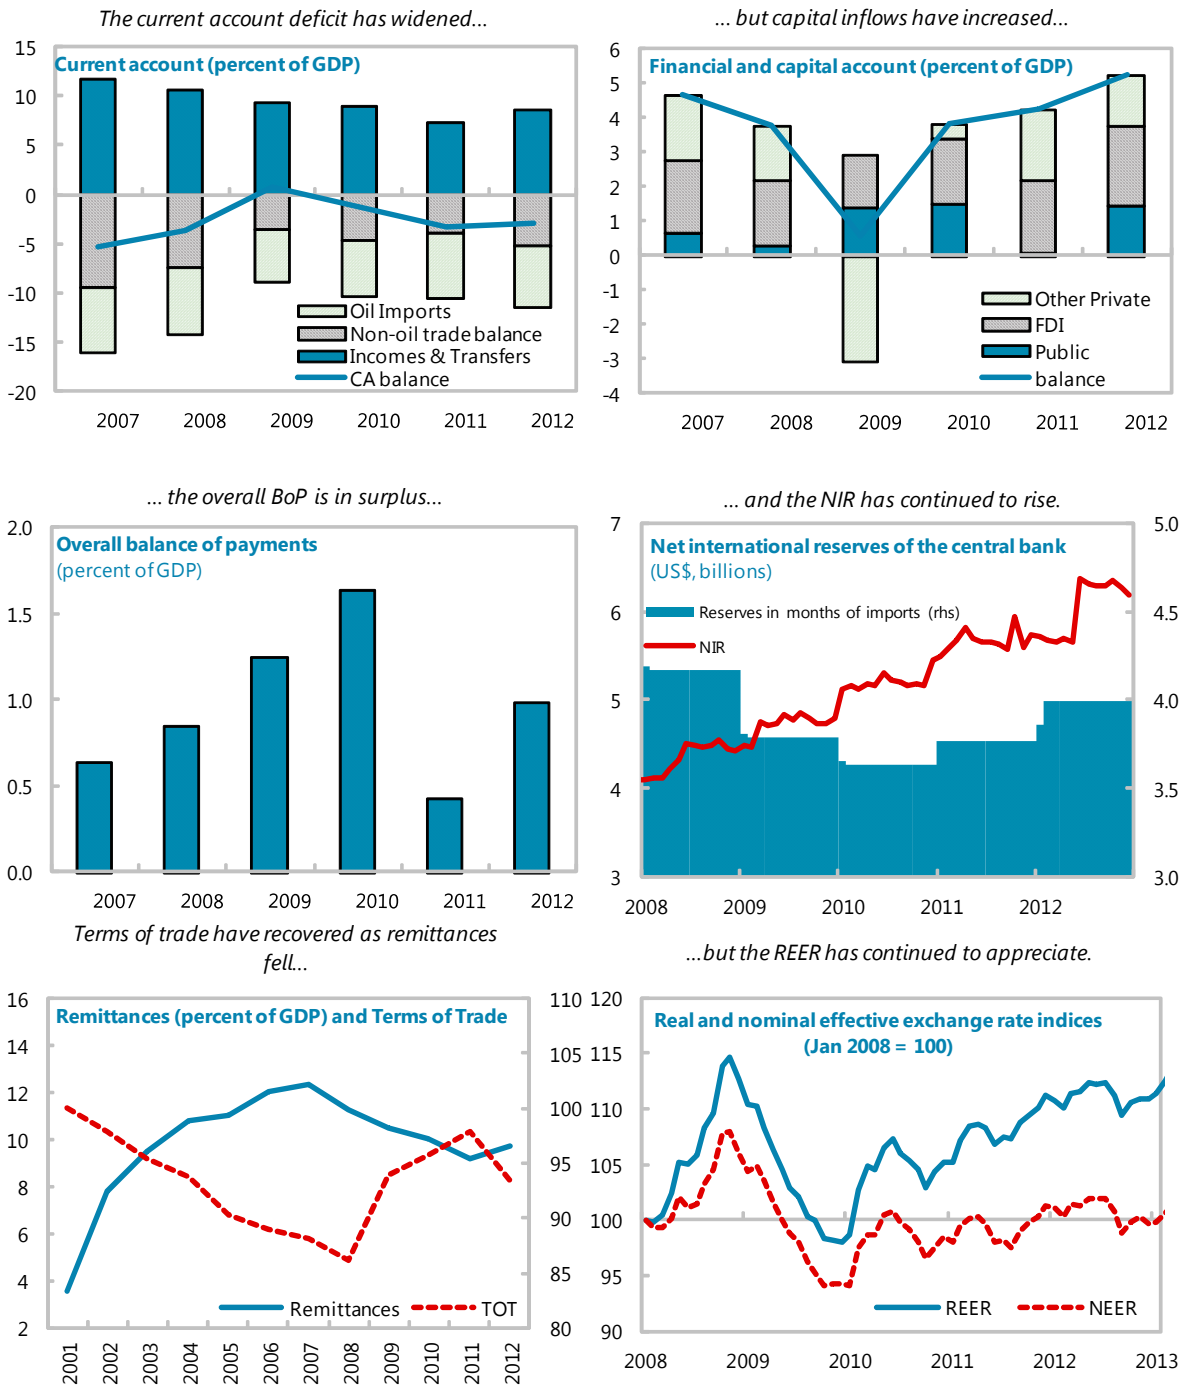 The current account deficit has widened...
15
10
5
0
-5
-10
-15
-20
Current account (percent of GDP)
Oil Imports
Non-oil trade balance
Incomes & Transfers
CA balance
2007 2008 2009 2010 2011 2012
... but capital inflows have increased...
6
5
4
3
2
1
0
-1
-2
-3
-4
Financial and capital account (percent of GDP)
Other Private
FDI
Public
balance
2007 2008 2009 2010 2011 2012
... the overall BoP is in surplus...
2.0
1.5
1.0
0.5
0.0
Overall balance of payments
(percent of GDP)
2007 2008 2009 2010 2011 2012
... and the NIR has continued to rise.
7
6
5
4
3
Net international reserves of the central bank
(US$, billions)
Reserves in months of imports (rhs)
NIR
5.0
4.5
4.0
3.5
3.0
2008 2009 2010 2011 2012
Terms of trade have recovered as remittances
fell...
16
14
12
10
8
6
4
2
Remittances (percent of GDP) and Terms of Trade
Remittances TOT
110
105
100
95
90
85
80
2001 2002 2003 2004 2005 2006 2007 2008 2009 2010 2011 2012
...but the REER has continued to appreciate.
120
115
110
105
100
95
90
Real and nominal effective exchange rate indices
(Jan 2008 = 100)
REER NEER
2008 2009 2010 2011 2012 2013